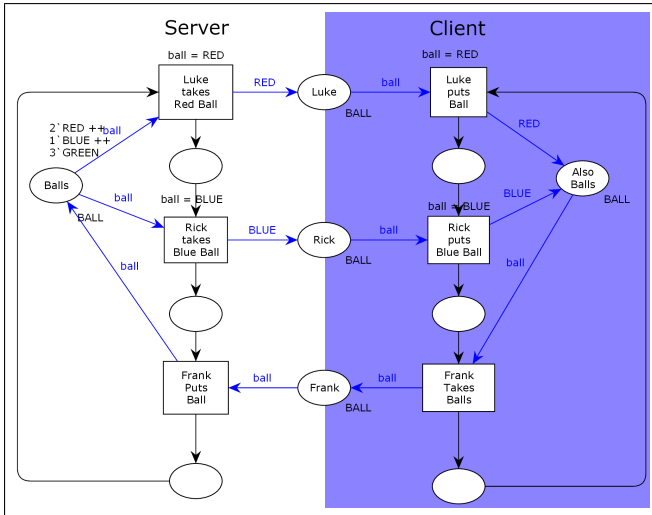 Server
Client
ball = RED
ball = RED
Luke
takes
Red Ball
RED
Luke
ball
Luke
puts
Ball
BALL
2`RED ++
1`BLUE ++
3`GREEN
ball
RED
Balls
BALL
ball
ball = BLUE
Also
Balls
BALL
BLUE
ball = BLUE
Rick
takes
Blue Ball
BLUE
Rick
ball
Rick
puts
Blue Ball
BALL
ball
ball
Frank
Puts
Ball
ball
Frank
ball
Frank
Takes
Balls
BALL